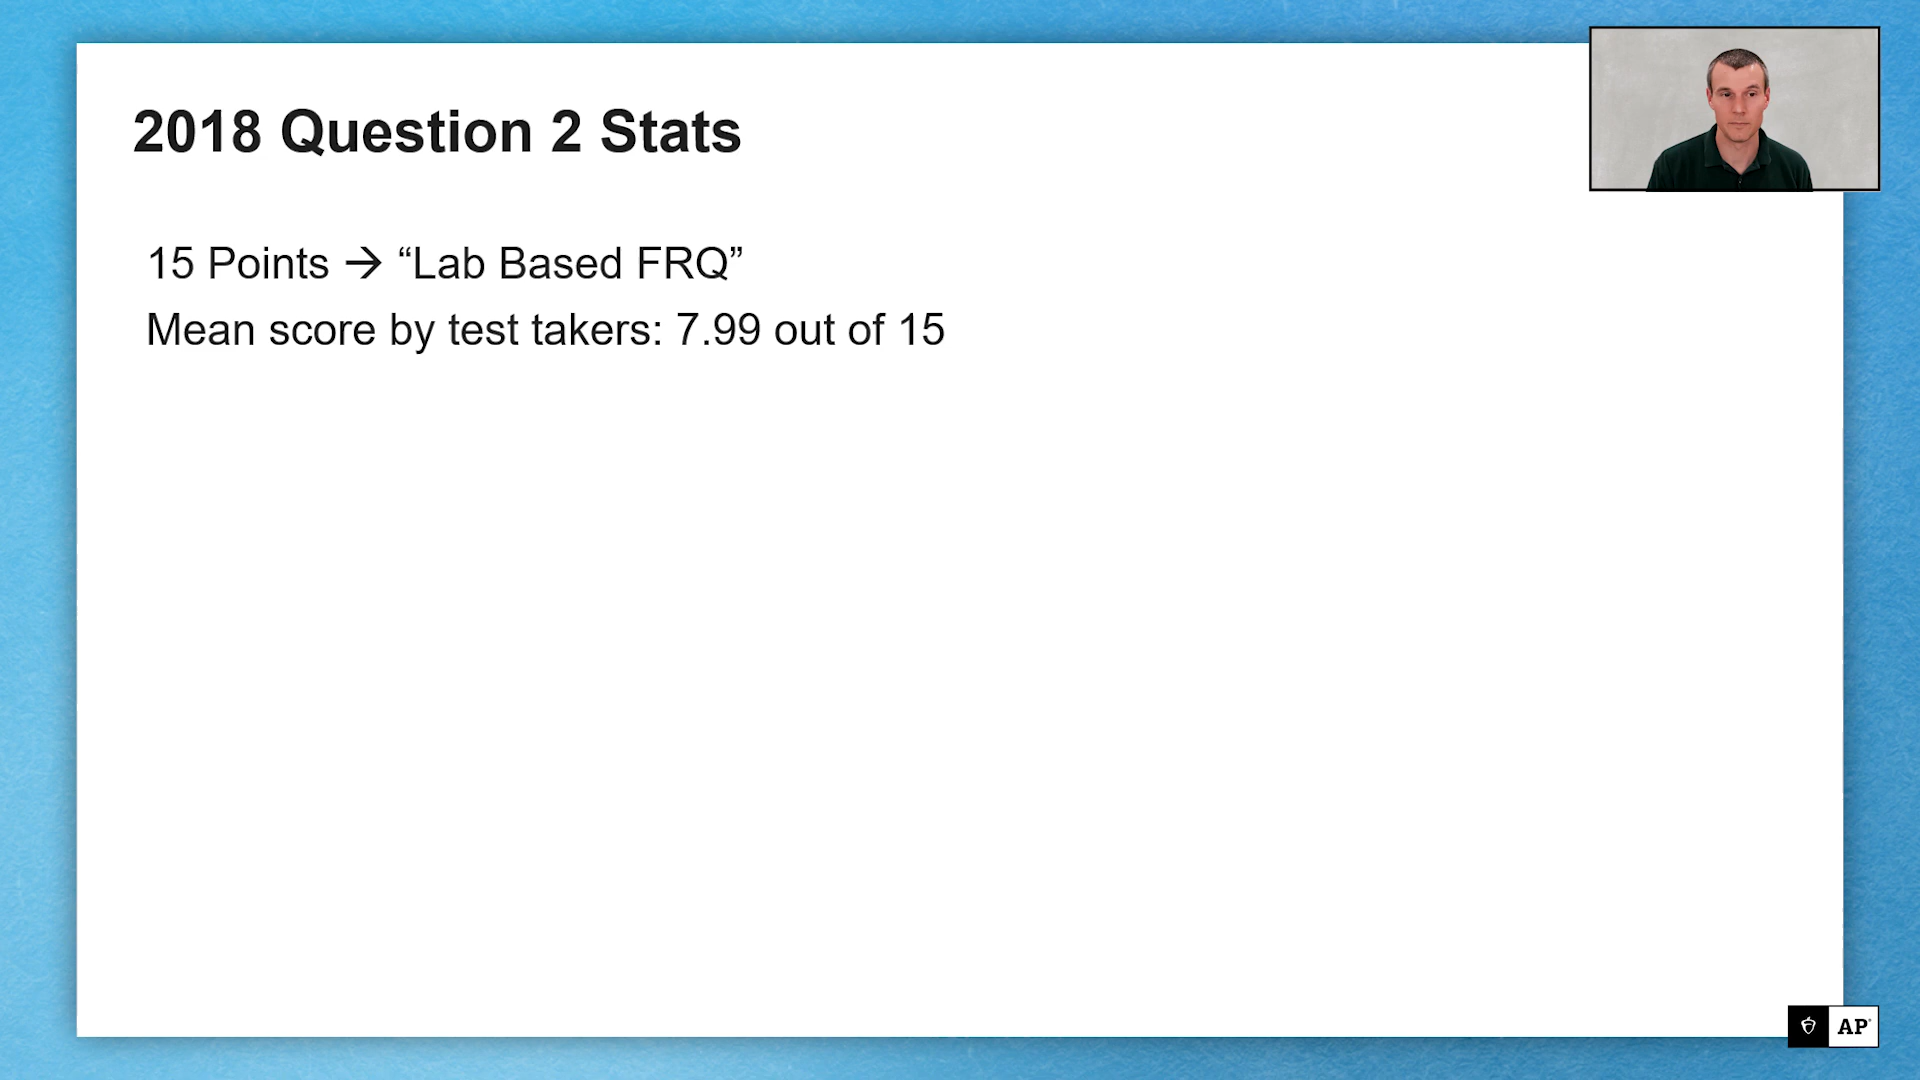 2018 Question 2 Stats
15 Points → “Lab Based FRQ”
Mean score by test takers: 7.99 out of 15
AP